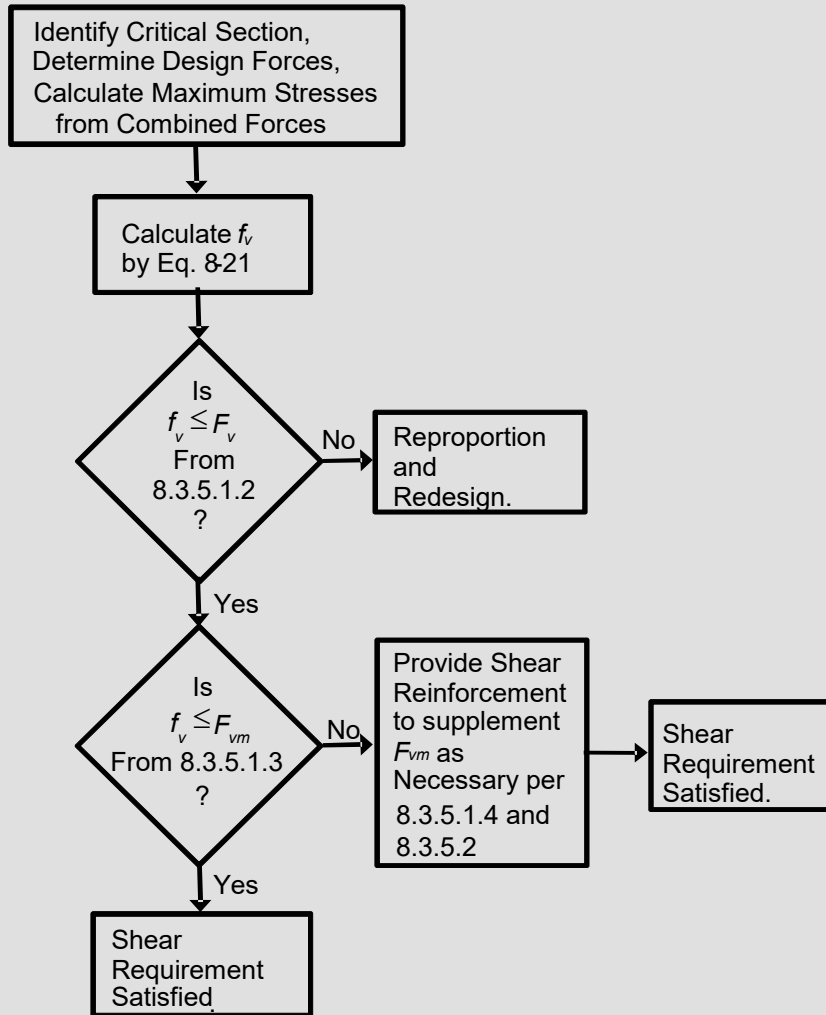 Identify Critical Section,
Determine Design Forces,
Calculate Maximum Stresses
from Combined Forces
Calculate fv
by Eq. 8-21
Is
fv ≤ Fv
From
8.3.5.1.2
?
No
Reproportion
and
Redesign.
Yes
Is
fv ≤ Fvm
From 8.3.5.1.3
?
No
Provide Shear
Reinforcement
to supplement
Fvm as
Necessary per
8.3.5.1.4 and
8.3.5.2
Shear
Requirement
Satisfied.
Yes
Shear
Requirement
Satisfied.